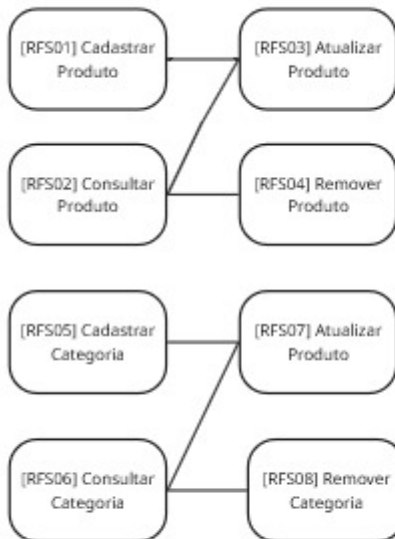 [RFS01] Cadastrar
Produto
[RFS03] Atualizar
Produto
[RFS02] Consultar
Produto
[RFS04] Remover
Produto
[RFS05] Cadastrar
Categoria
[RFS07] Atualizar
Produto
[RFS06] Consultar
Categoria
[RFS08] Remover
Categoria